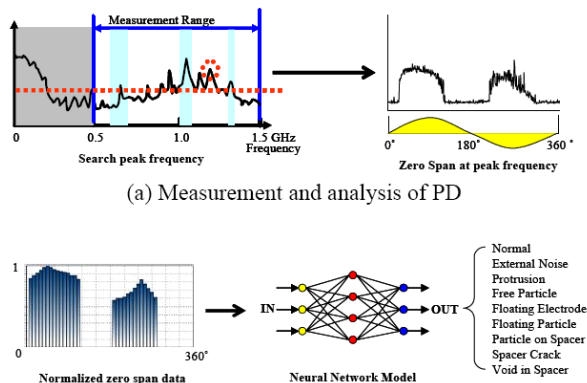 Measurement Range
0
0.5
1.0
1.5
GHz
Frequency
Search peak frequency
0°
180°
360°
Zero Span at peak frequency
(a) Measurement and analysis of PD
1
0
360°
Normalized zero span data
IN
OUT
Neural Network Model
Normal
External Noise
Protrusion
Free Particle
Floating Electrode
Floating Particle
Particle on Spacer
Spacer Crack
Void in Spacer